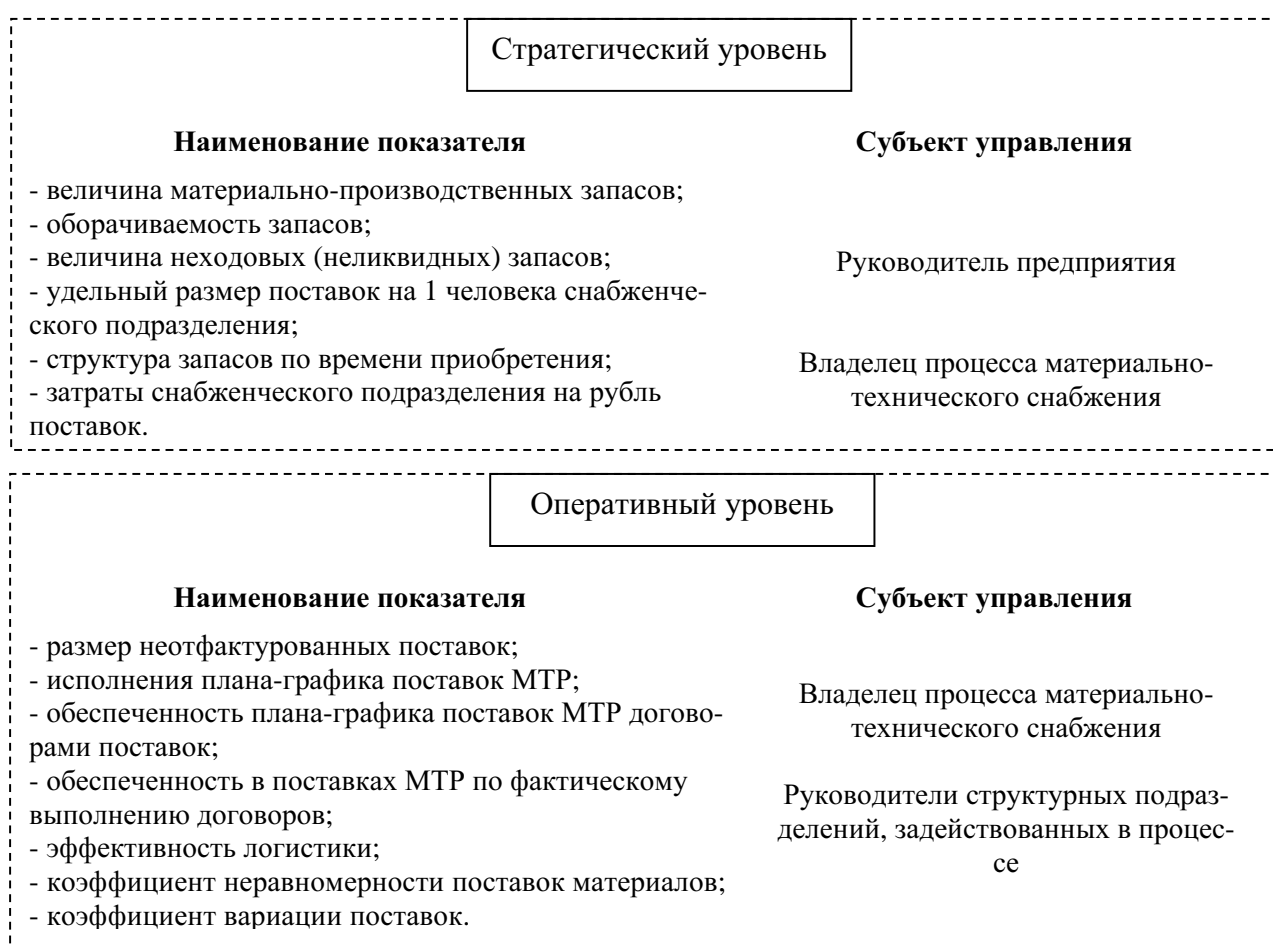 Стратегический уровень
Наименование показателя
Субъект управления
- величина материально-производственных запасов;
- оборачиваемость запасов;
- величина неходовых (неликвидных) запасов;
- удельный размер поставок на 1 человека снабженче-
ского подразделения;
- структура запасов по времени приобретения;
- затраты снабженческого подразделения на рубль
поставок.
Руководитель предприятия
Владелец процесса материально-
технического снабжения
Оперативный уровень
Наименование показателя
Субъект управления
- размер неотфактурованных поставок;
- исполнения плана-графика поставок МТР;
- обеспеченность плана-графика поставок МТР догово-
рами поставок;
- обеспеченность в поставках МТР по фактическому
выполнению договоров;
- эффективность логистики;
- коэффициент неравномерности поставок материалов;
- коэффициент вариации поставок.
Владелец процесса материально-
технического снабжения
Руководители структурных подраз-
делений, задействованных в процес-
се